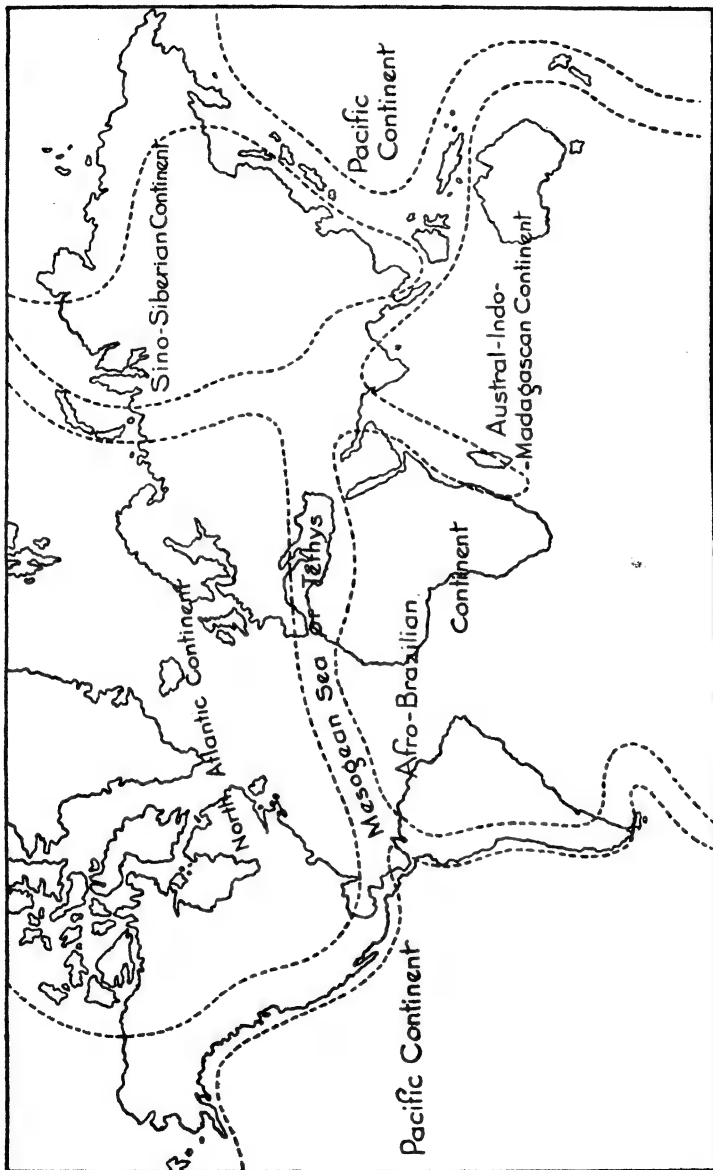 North
Atlantic Continent
Sino-Siberian Continent
Pacific
Continent
Mesogean Sea
or Tethys
Afro-Brazilian
Continent
Austral-Indo-
-Madagascan Continent
Pacific Continent